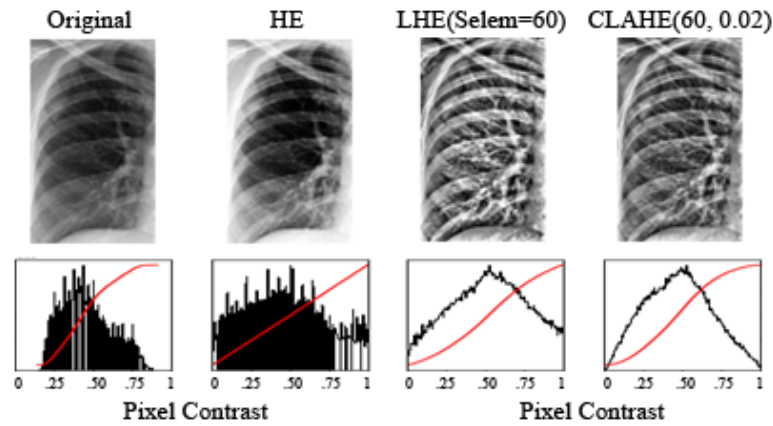 Original HE LHE(Selem=60) CLAHE(60, 0.02)
0 .25 .50 .75 1 0 .25 .50 .75 1 0 .25 .50 .75 1 0 .25 .50 .75 1
Pixel Contrast Pixel Contrast